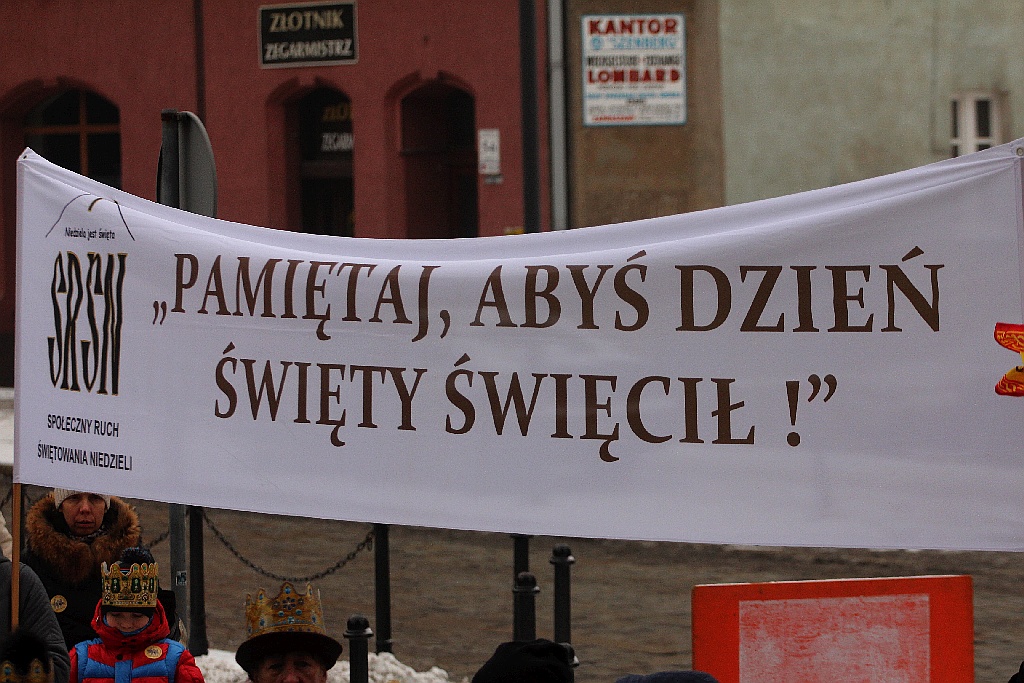 ZŁOTNIK
ZEGARMISTRZ
KANTOR
LOMBARD
Niedziela jest święta
SRŚN
SPOŁECZNY RUCH
ŚWIĘTOWANIA NIEDZIELI
„PAMIĘTAJ, ABYŚ DZIEŃ
ŚWIĘTY ŚWIĘCIŁ !”